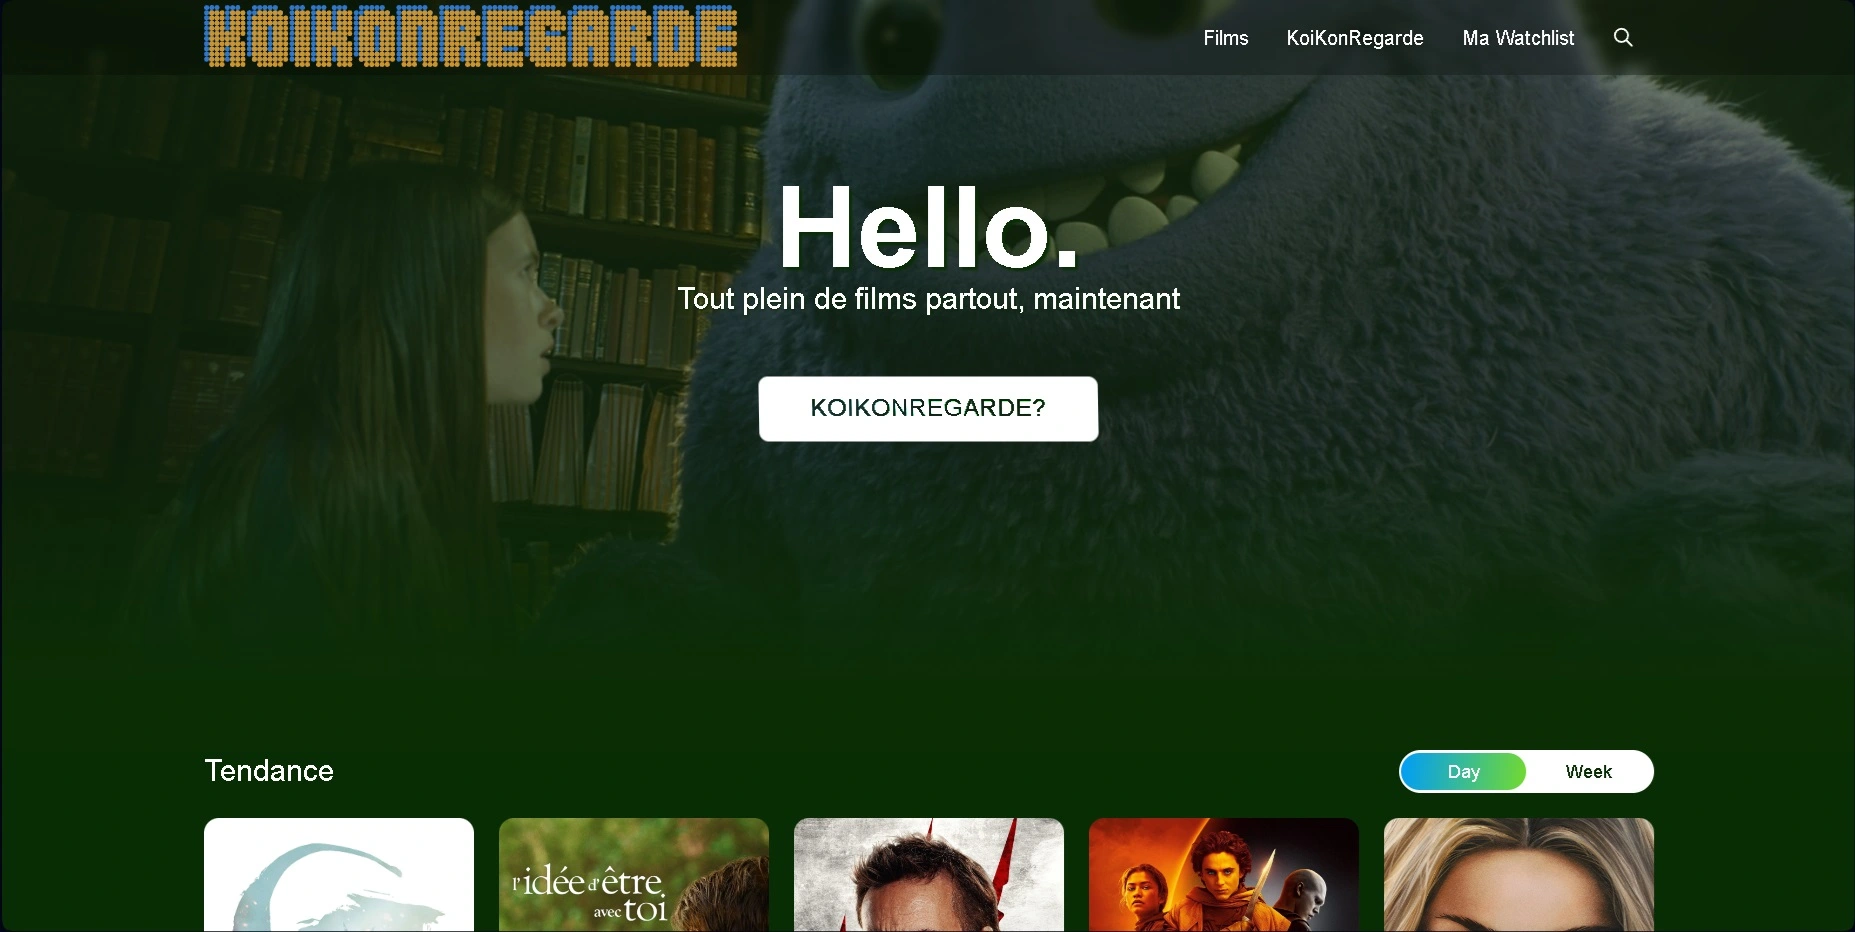 KOIKONREGARDE
Films
KoiKonRegarde
Ma Watchlist
Hello.
Tout plein de films partout, maintenant
KOIKONREGARDE?
Tendance
Day
Week
l'idée d'être
avec toi